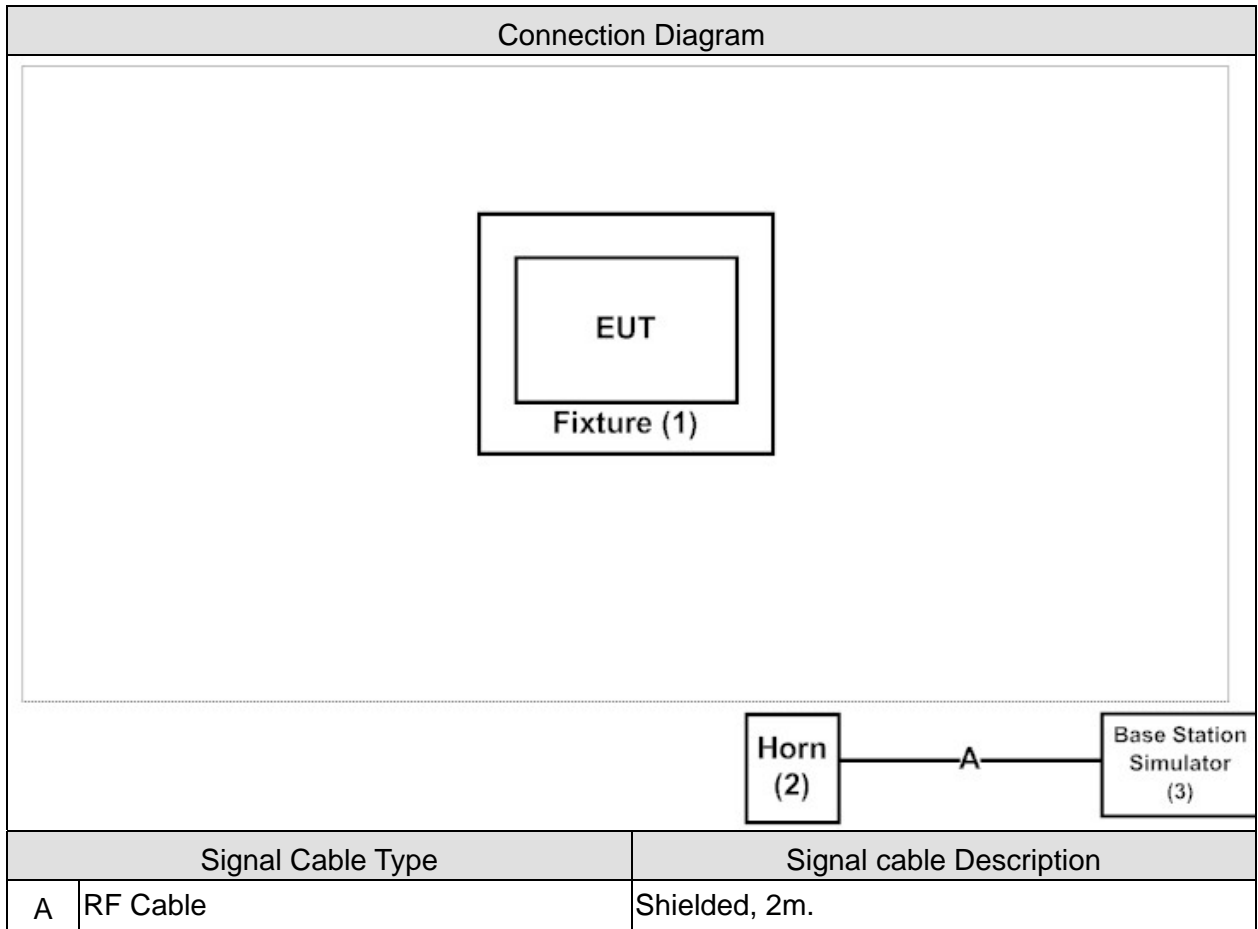 Connection Diagram
EUT
Fixture (1)
Horn
(2)
A
Base Station
Simulator
(3)
Signal Cable Type Signal cable Description
A RF Cable Shielded, 2m.